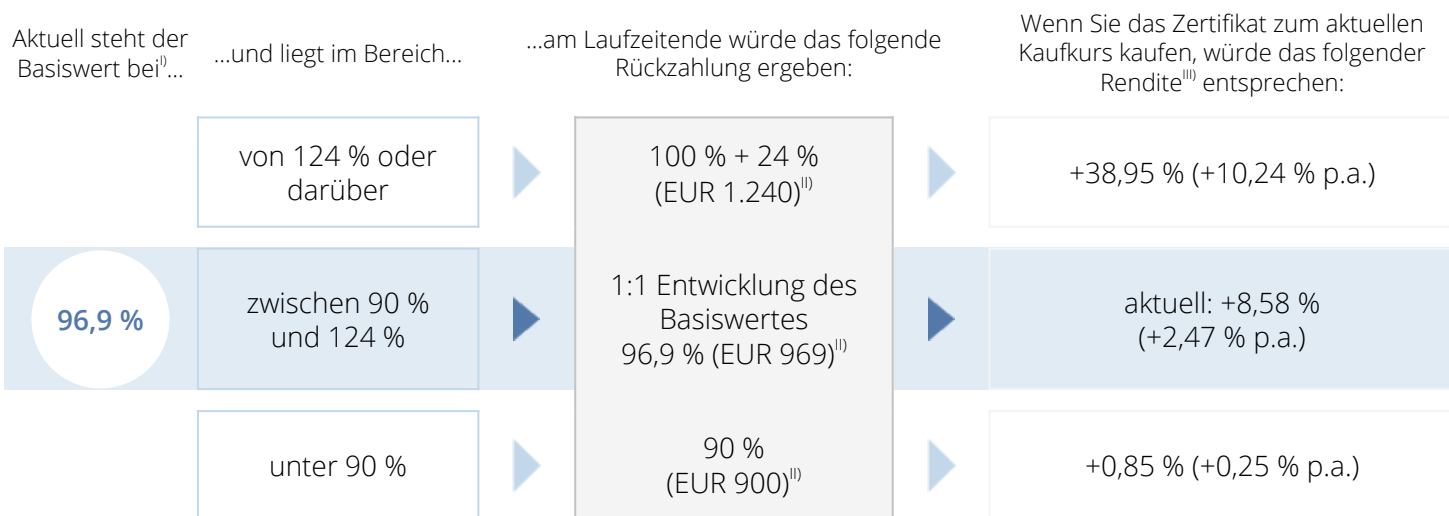 Aktuell steht der
Basiswert bei^I)...
...und liegt im Bereich...
...am Laufzeitende würde das folgende
Rückzahlung ergeben:
Wenn Sie das Zertifikat zum aktuellen
Kaufkurs kaufen, würde das folgender
Rendite^III) entsprechen:
von 124 % oder
darüber
100 % + 24 %
(EUR 1.240)^II)
+38,95 % (+10,24 % p.a.)
96,9 %
zwischen 90 %
und 124 %
1:1 Entwicklung des
Basiswertes
96,9 % (EUR 969)^II)
aktuell: +8,58 %
(+2,47 % p.a.)
unter 90 %
90 %
(EUR 900)^II)
+0,85 % (+0,25 % p.a.)